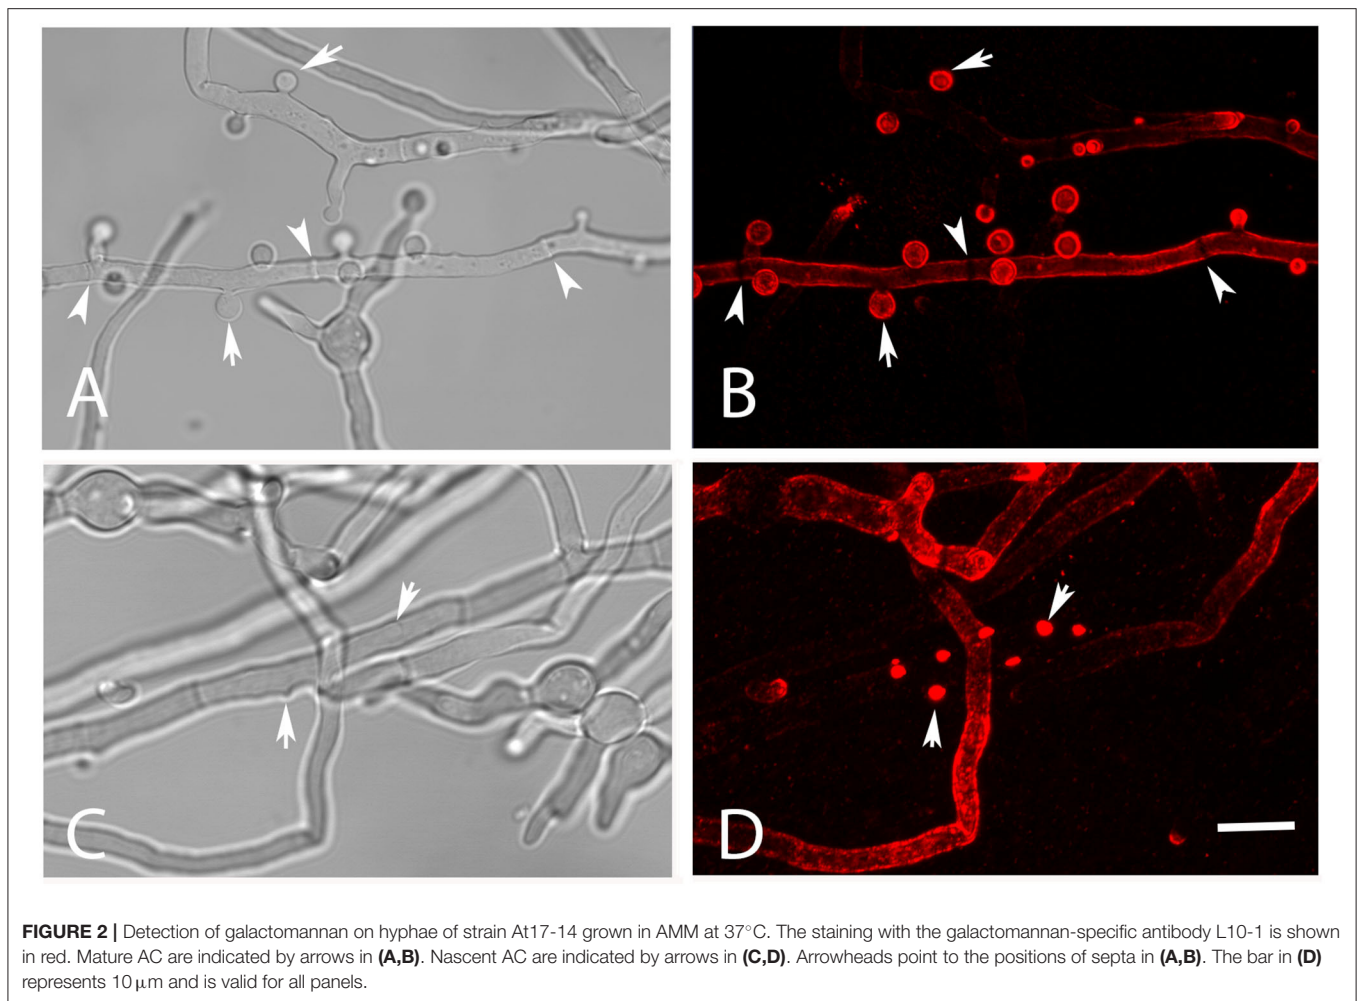 A
B
C
D
FIGURE 2 | Detection of galactomannan on hyphae of strain At17-14 grown in AMM at 37°C. The staining with the galactomannan-specific antibody L10-1 is shown
in red. Mature AC are indicated by arrows in (A,B). Nascent AC are indicated by arrows in (C,D). Arrowheads point to the positions of septa in (A,B). The bar in (D)
represents 10 µm and is valid for all panels.